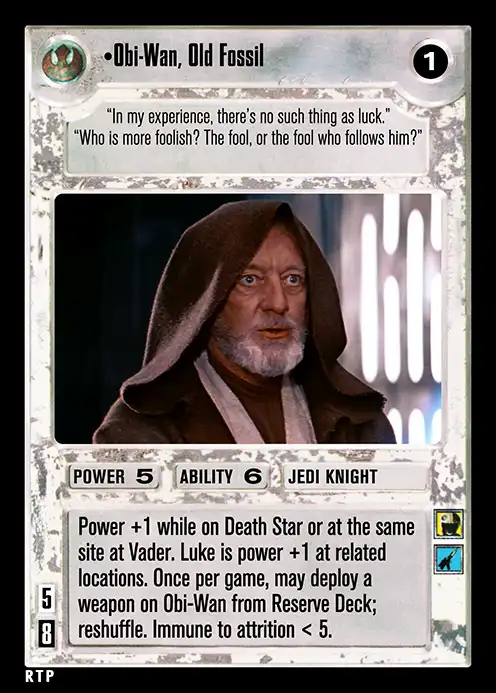 •Obi-Wan, Old Fossil
1
“In my experience, there’s no such thing as luck.”
“Who is more foolish? The fool, or the fool who follows him?”
POWER 5 ABILITY 6 JEDI KNIGHT
Power +1 while on Death Star or at the same
site at Vader. Luke is power +1 at related
locations. Once per game, may deploy a
weapon on Obi-Wan from Reserve Deck;
reshuffle. Immune to attrition < 5.
5
8
RTP